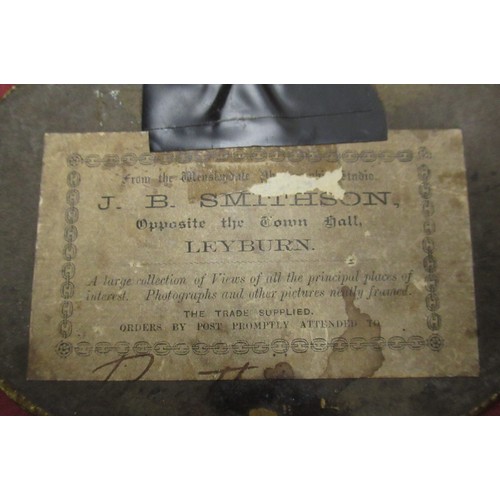 From the Wensleydale Studio.
J. B. SMITHSON,
Opposite the Town Hall,
LEYBURN.
A large collection of Views of all the principal places of
interest. Photographs and other pictures neatly framed.
THE TRADE SUPPLIED.
ORDERS BY POST PROMPTLY ATTENDED TO